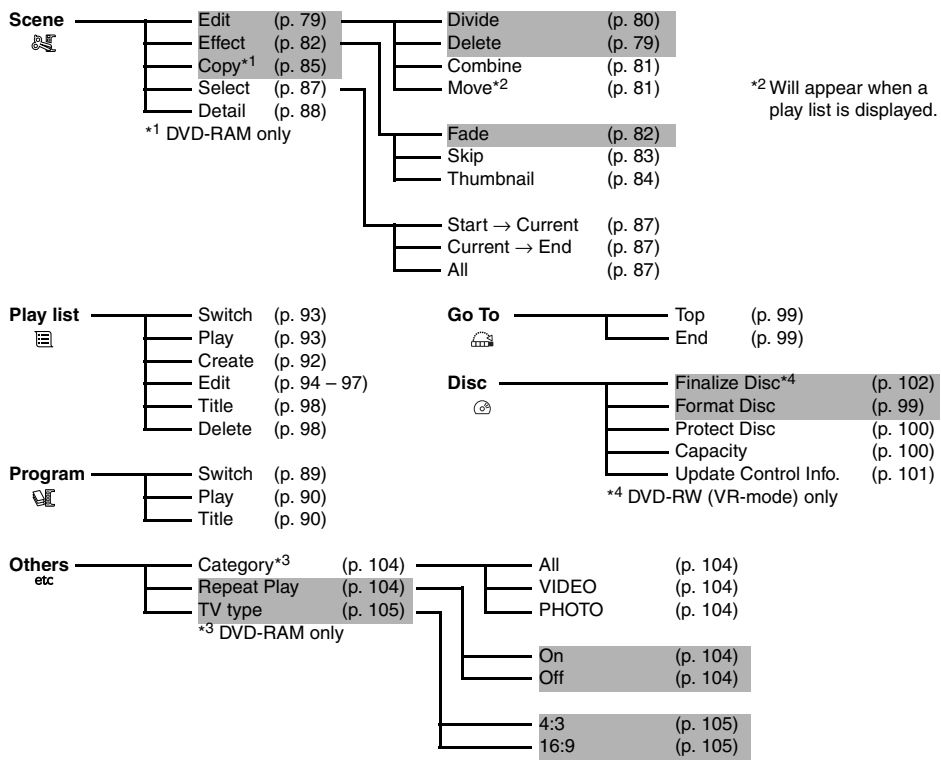 Scene
Edit (p. 79)
Effect (p. 82)
Copy*1 (p. 85)
Select (p. 87)
Detail (p. 88)
*1 DVD-RAM only
Divide (p. 80)
Delete (p. 79)
Combine (p. 81)
Move*2 (p. 81)
*2 Will appear when a
play list is displayed.
Fade (p. 82)
Skip (p. 83)
Thumbnail (p. 84)
Start → Current (p. 87)
Current → End (p. 87)
All (p. 87)
Play list
Switch (p. 93)
Play (p. 93)
Create (p. 92)
Edit (p. 94 – 97)
Title (p. 98)
Delete (p. 98)
Go To
Top (p. 99)
End (p. 99)
Disc
Finalize Disc*4 (p. 102)
Format Disc (p. 99)
Protect Disc (p. 100)
Capacity (p. 100)
Update Control Info. (p. 101)
*4 DVD-RW (VR-mode) only
Program
Switch (p. 89)
Play (p. 90)
Title (p. 90)
Others
etc
Category*3 (p. 104)
Repeat Play (p. 104)
TV type (p. 105)
*3 DVD-RAM only
All (p. 104)
VIDEO (p. 104)
PHOTO (p. 104)
On (p. 104)
Off (p. 104)
4:3 (p. 105)
16:9 (p. 105)